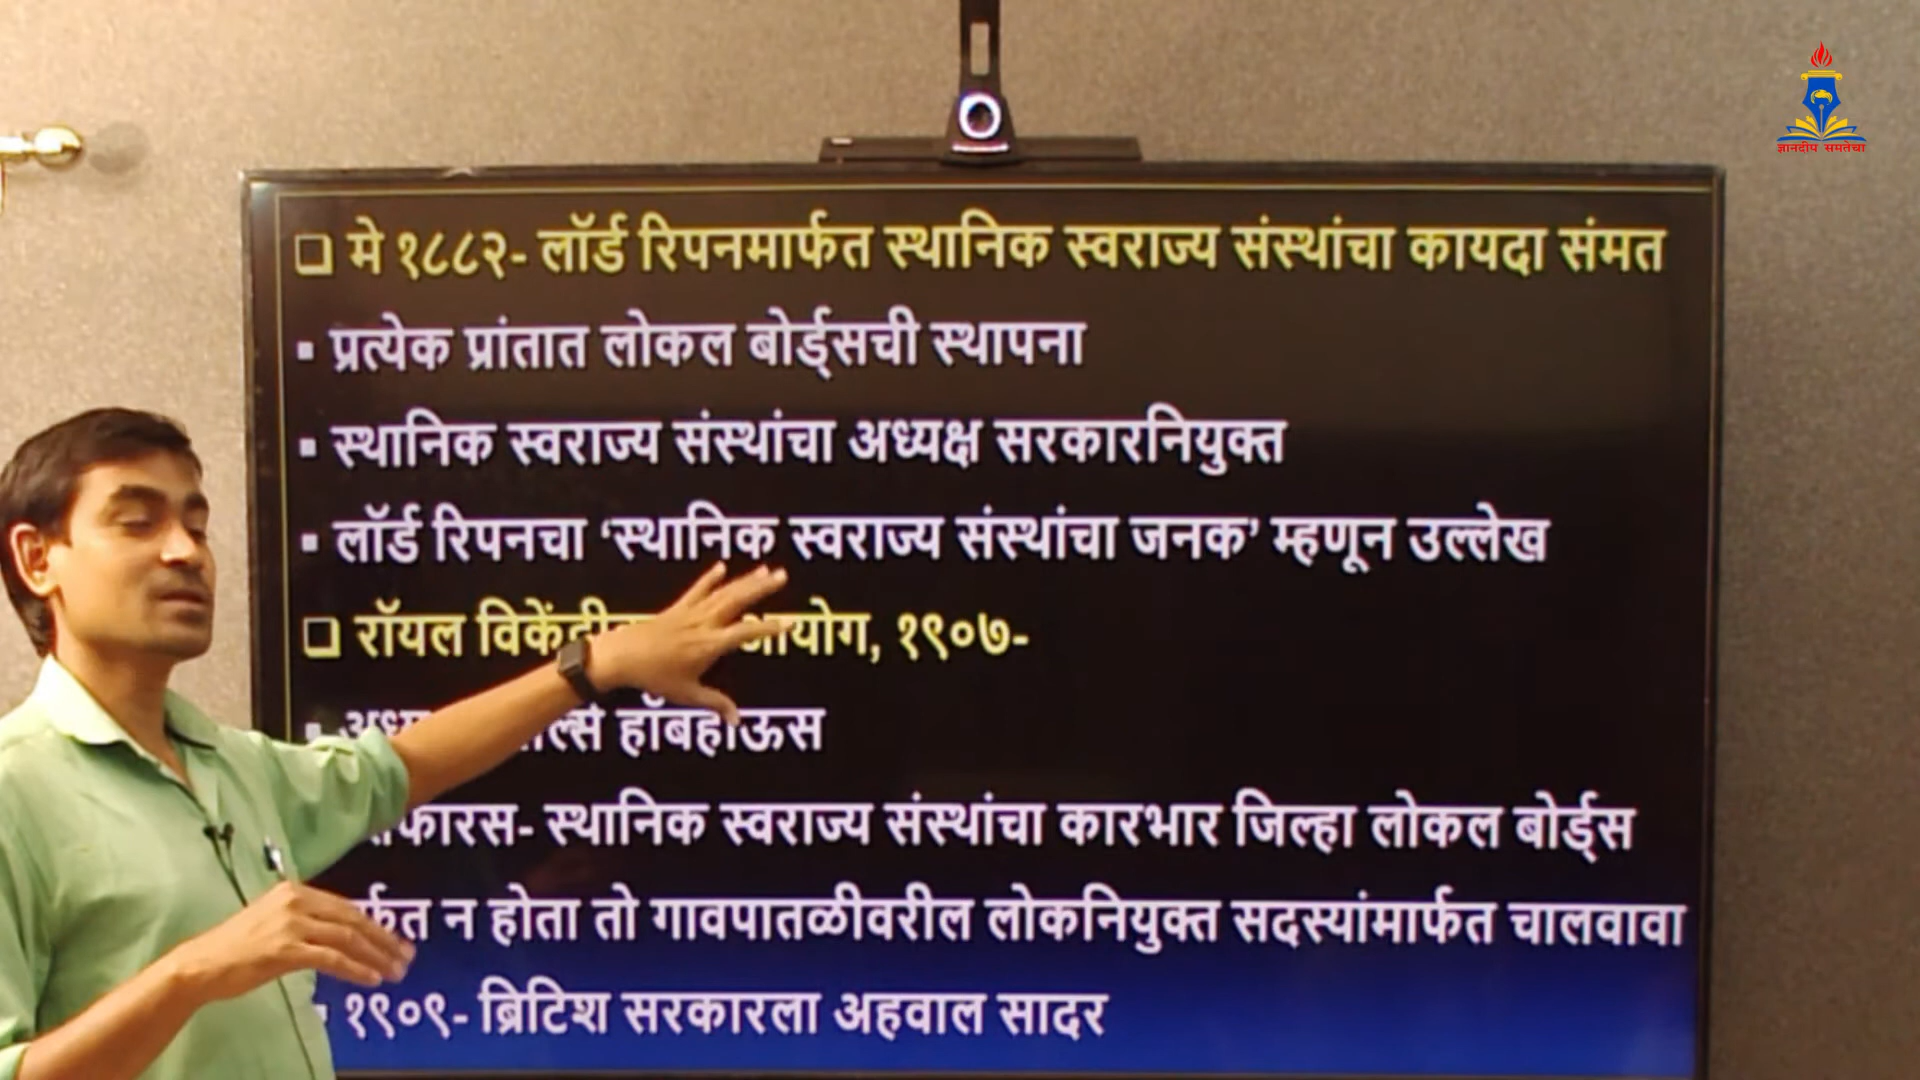 ज्ञानदीप समतेचा
❑ मे १८८२- लॉर्ड रिपनमार्फत स्थानिक स्वराज्य संस्थांचा कायदा संमत
▪ प्रत्येक प्रांतात लोकल बोर्ड्सची स्थापना
▪ स्थानिक स्वराज्य संस्थांचा अध्यक्ष सरकारनियुक्त
▪ लॉर्ड रिपनचा ‘स्थानिक स्वराज्य संस्थांचा जनक’ म्हणून उल्लेख
❑ रॉयल आयोग, १९०७-
▪ हॉबहाऊस
स्थानिक स्वराज्य संस्थांचा कारभार जिल्हा लोकल बोर्ड्स
न होता तो गावपातळीवरील लोकनियुक्त सदस्यांमार्फत चालवावा
▪ १९०९- ब्रिटिश सरकारला अहवाल सादर